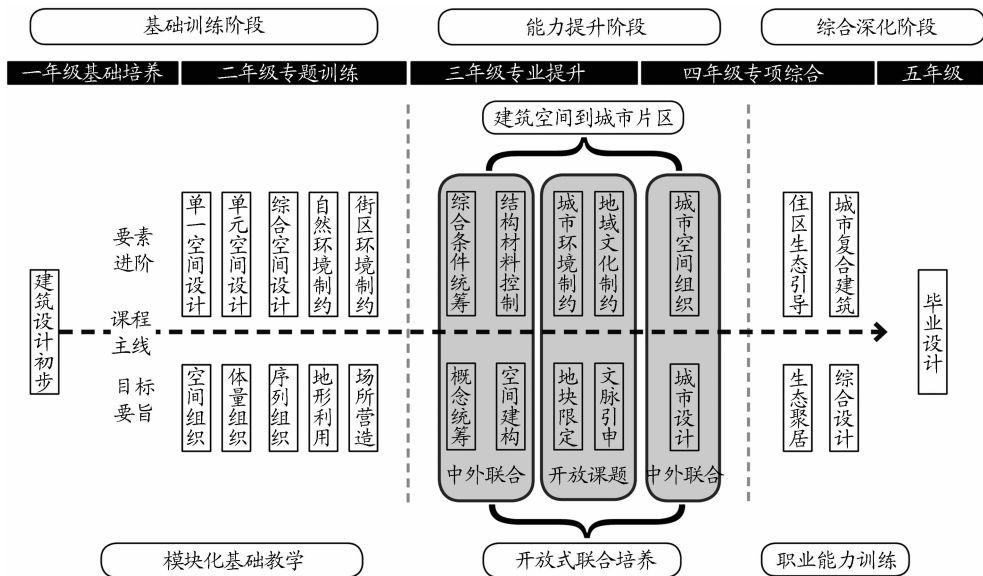 基础训练阶段
能力提升阶段
综合深化阶段
一年级基础培养
二年级专题训练
三年级专业提升
四年级专项综合
五年级
建筑空间到城市片区
要素
进阶
单一空间设计
单元空间设计
综合空间设计
自然环境制约
街区环境制约
综合条件统筹
结构材料控制
城市环境制约
地域文化制约
城市空间组织
住区生态引导
城市复合建筑
建筑设计初步
课程
主线
毕业设计
目标
要旨
空间组织
体量组织
序列组织
地形利用
场所营造
概念统筹
空间建构
地块限定
文脉引申
城市设计
生态聚居
综合设计
中外联合
开放课题
中外联合
模块化基础教学
开放式联合培养
职业能力训练